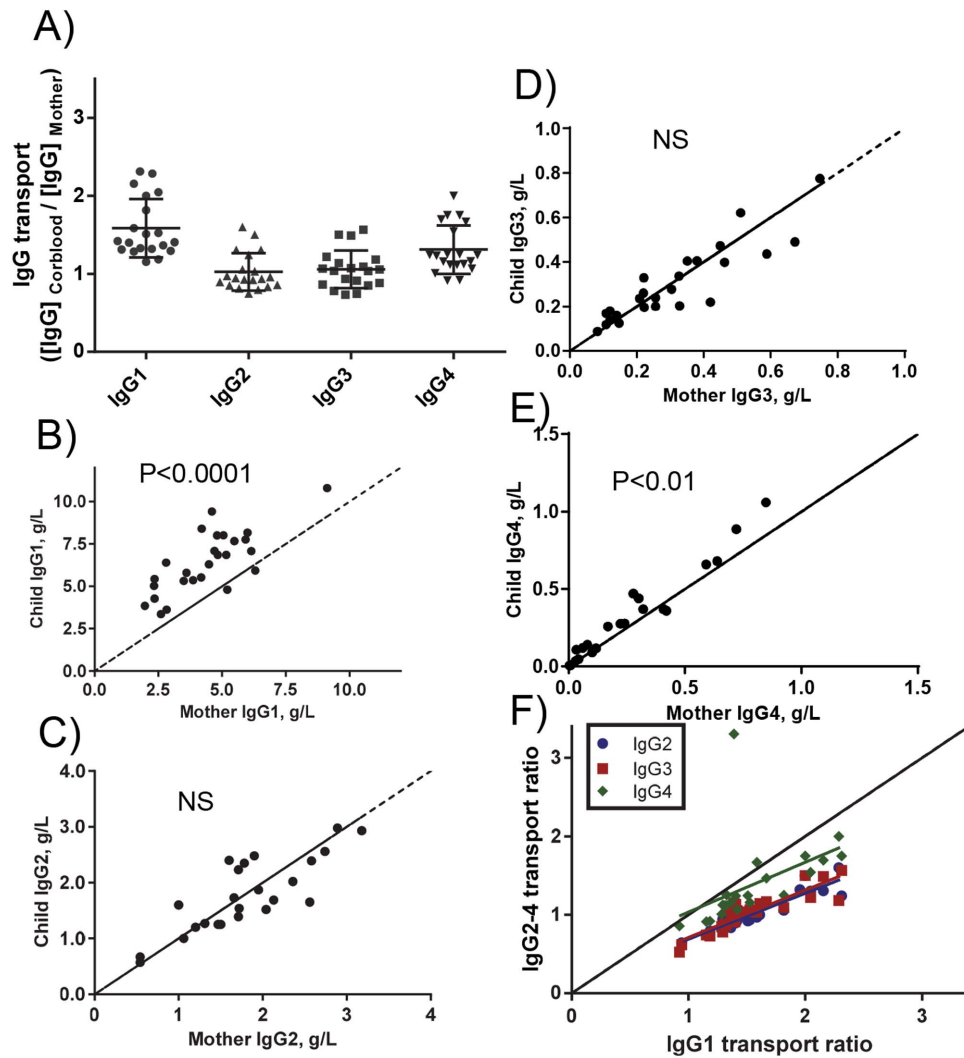 A)
IgG transport
([IgG] Corblood / [IgG] Mother)
3
2
1
0
IgG1
IgG2
IgG3
IgG4
B)
P<0.0001
Child IgG1, g/L
10.0
7.5
5.0
2.5
0.0
0.0
2.5
5.0
7.5
10.0
Mother IgG1, g/L
C)
NS
Child IgG2, g/L
4.0
3.0
2.0
1.0
0.0
0
1
2
3
4
Mother IgG2, g/L
D)
NS
Child IgG3, g/L
1.0
0.8
0.6
0.4
0.2
0.0
0.0
0.2
0.4
0.6
0.8
1.0
Mother IgG3, g/L
E)
P<0.01
Child IgG4, g/L
1.5
1.0
0.5
0.0
0.0
0.5
1.0
1.5
Mother IgG4, g/L
F)
IgG2
IgG3
IgG4
IgG2-4 transport ratio
3
2
1
0
0
1
2
3
IgG1 transport ratio